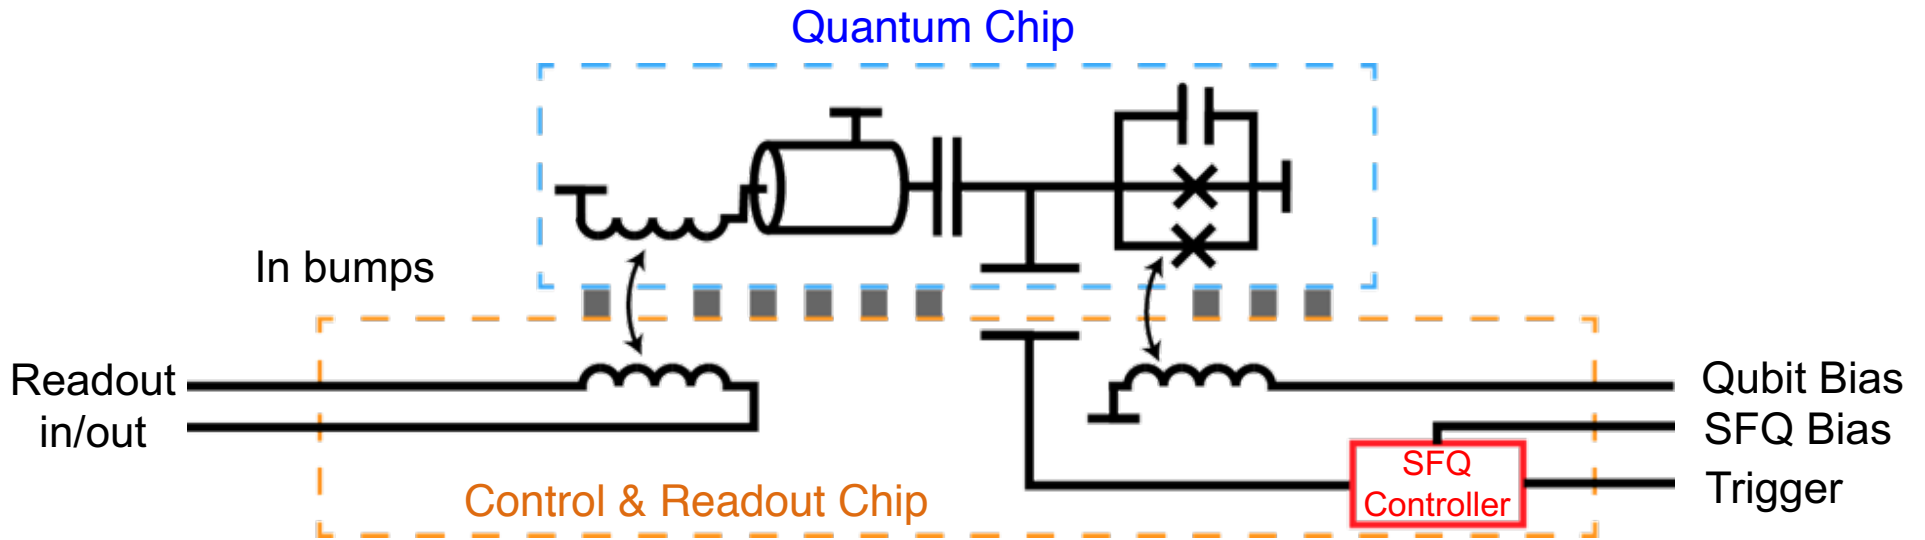 Quantum Chip
In bumps
Readout
in/out
Qubit Bias
SFQ Bias
Trigger
SFQ
Controller
Control & Readout Chip